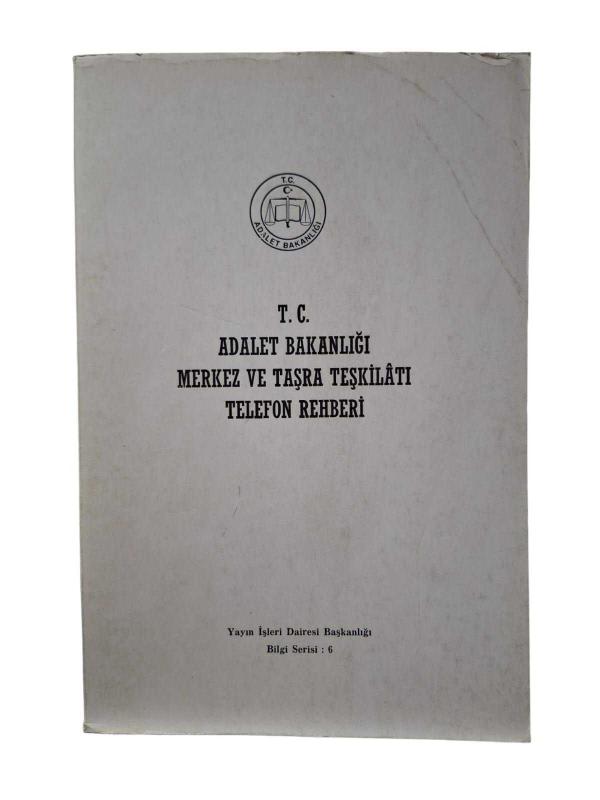 T.C.
ADALET BAKANLIĞI
T. C.
ADALET BAKANLIĞI
MERKEZ VE TAŞRA TEŞKİLÂTI
TELEFON REHBERİ
Yayın İşleri Dairesi Başkanlığı
Bilgi Serisi : 6